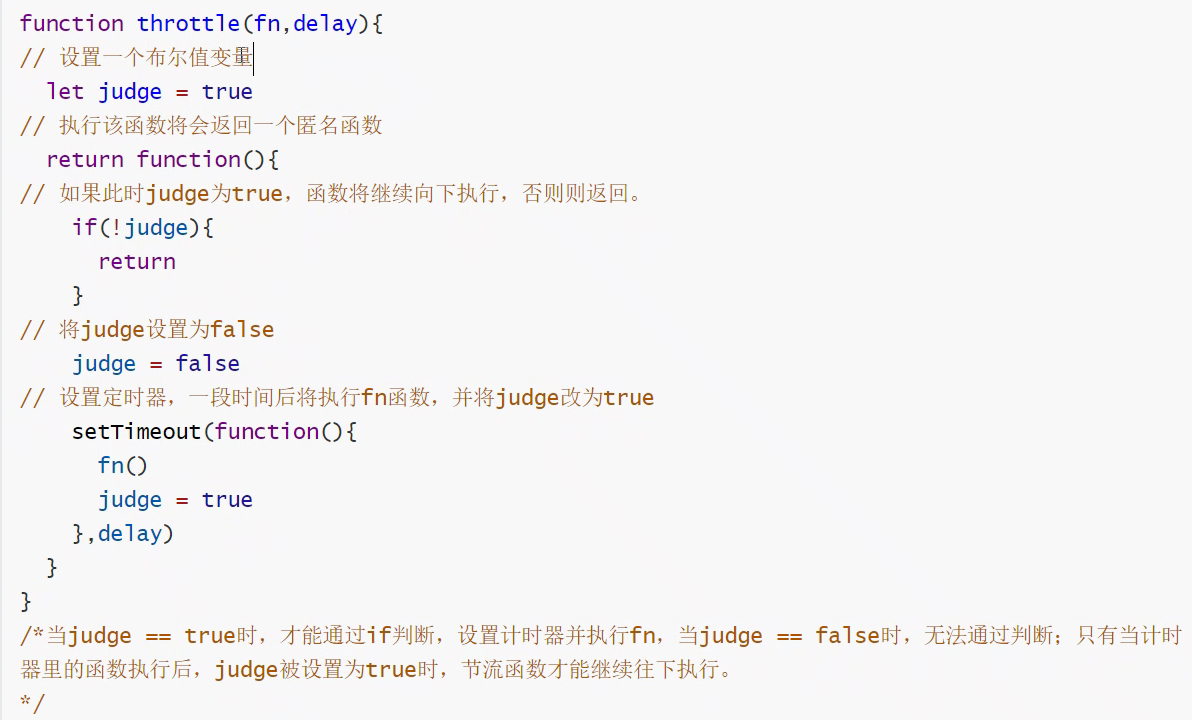 function throttle(fn,delay){
// 设置一个布尔值变量
  let judge = true
// 执行该函数将会返回一个匿名函数
  return function(){
// 如果此时judge为true，函数将继续向下执行，否则则返回。
    if(!judge){
      return
    }
// 将judge设置为false
    judge = false
// 设置定时器，一段时间后将执行fn函数，并将judge改为true
    setTimeout(function(){
      fn()
      judge = true
    },delay)
  }
}
/*当judge == true时，才能通过if判断，设置计时器并执行fn，当judge == false时，无法通过判断；只有当计时
器里的函数执行后，judge被设置为true时，节流函数才能继续往下执行。
*/